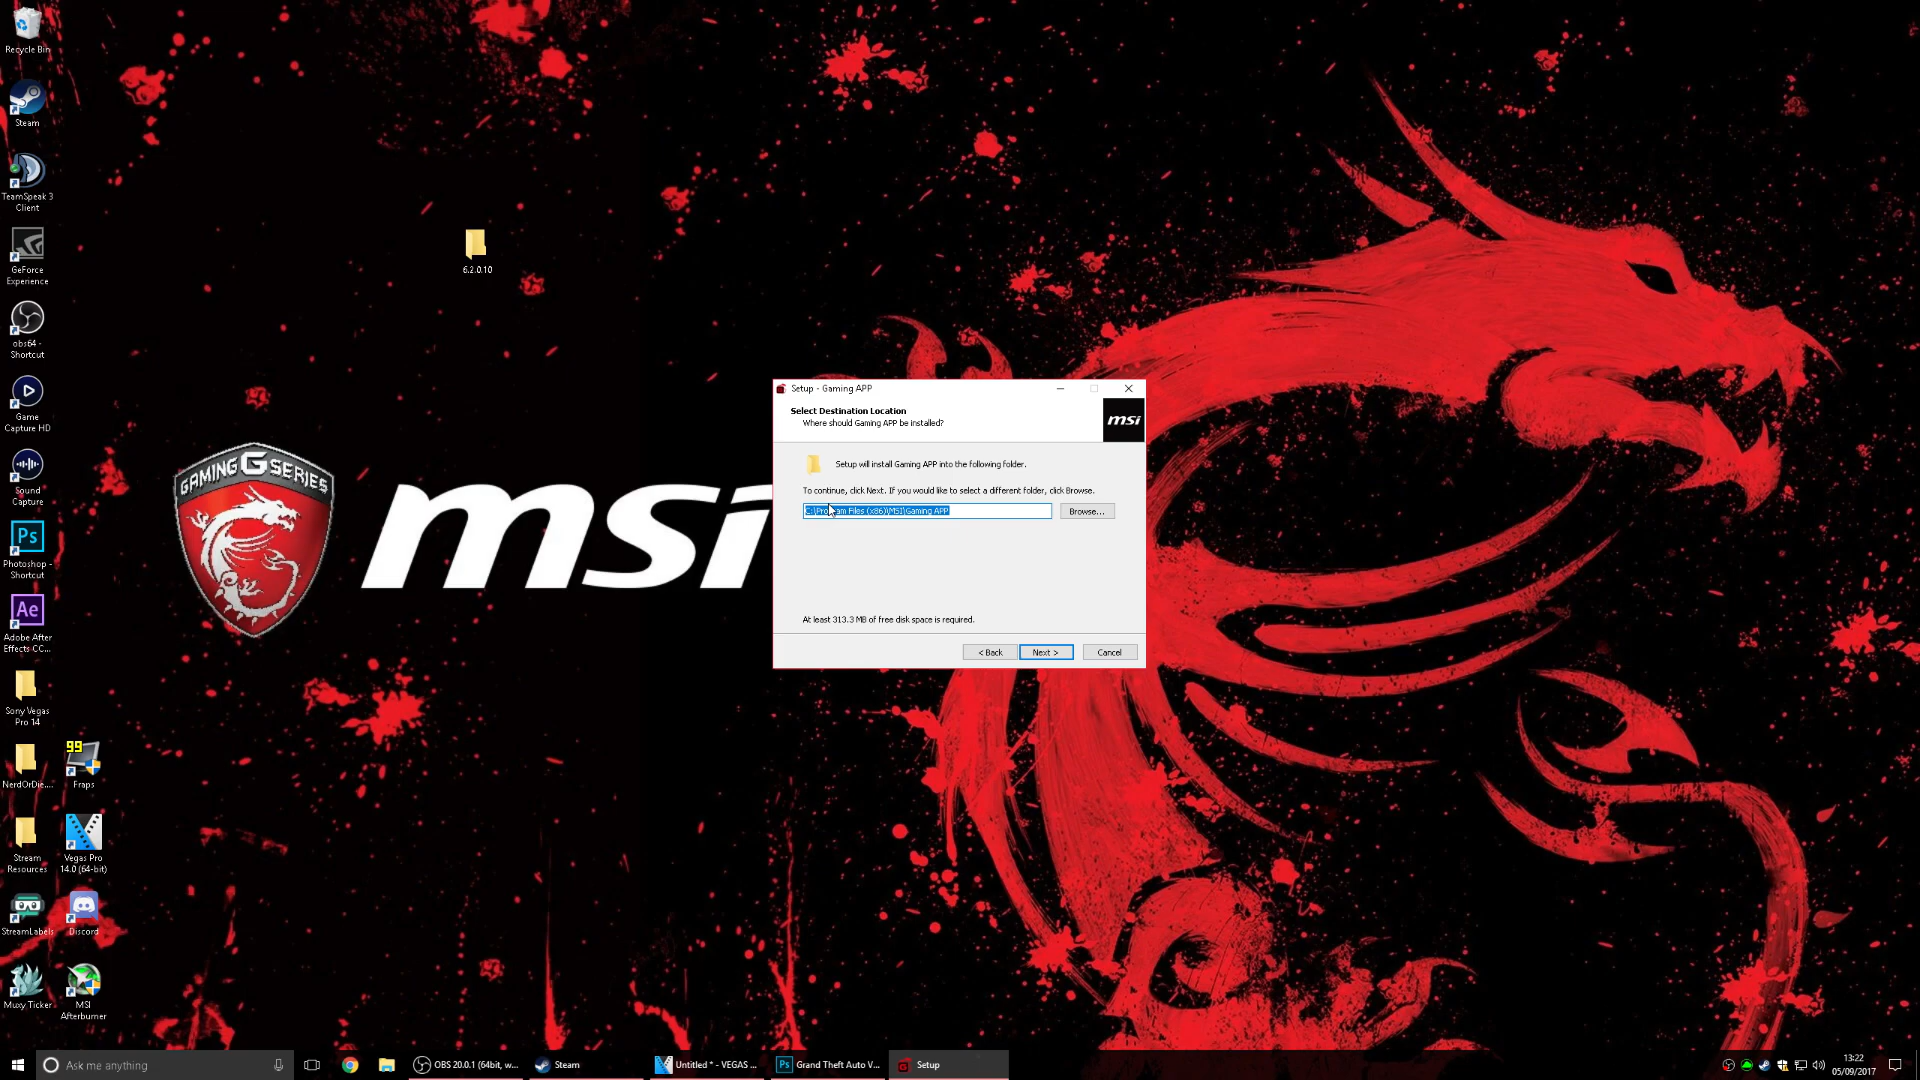 Recycle Bin
Steam
TeamSpeak 3
Client
GeForce
Experience
obs64 -
Shortcut
Game
Capture HD
Sound
Capture
Ps
Photoshop -
Shortcut
Ae
Adobe After
Effects CC...
Sony Vegas
Pro 14
NerdOrDie....
99
Fraps
Stream
Resources
Vegas Pro
14.0 (64-bit)
StreamLabels
Discord
Muxy Ticker
MSI
Afterburner
6.2.0.10
GAMING G SERIES
msi
Setup - Gaming APP
Select Destination Location
Where should Gaming APP be installed?
msi
Setup will install Gaming APP into the following folder.
To continue, click Next. If you would like to select a different folder, click Browse.
C:\Program Files (x86)\MSI\Gaming APP
Browse...
At least 313.3 MB of free disk space is required.
< Back
Next >
Cancel
Ask me anything
OBS 20.0.1 (64bit, w...
Steam
Untitled * - VEGAS ...
Ps
Grand Theft Auto V...
Setup
13:22
05/09/2017